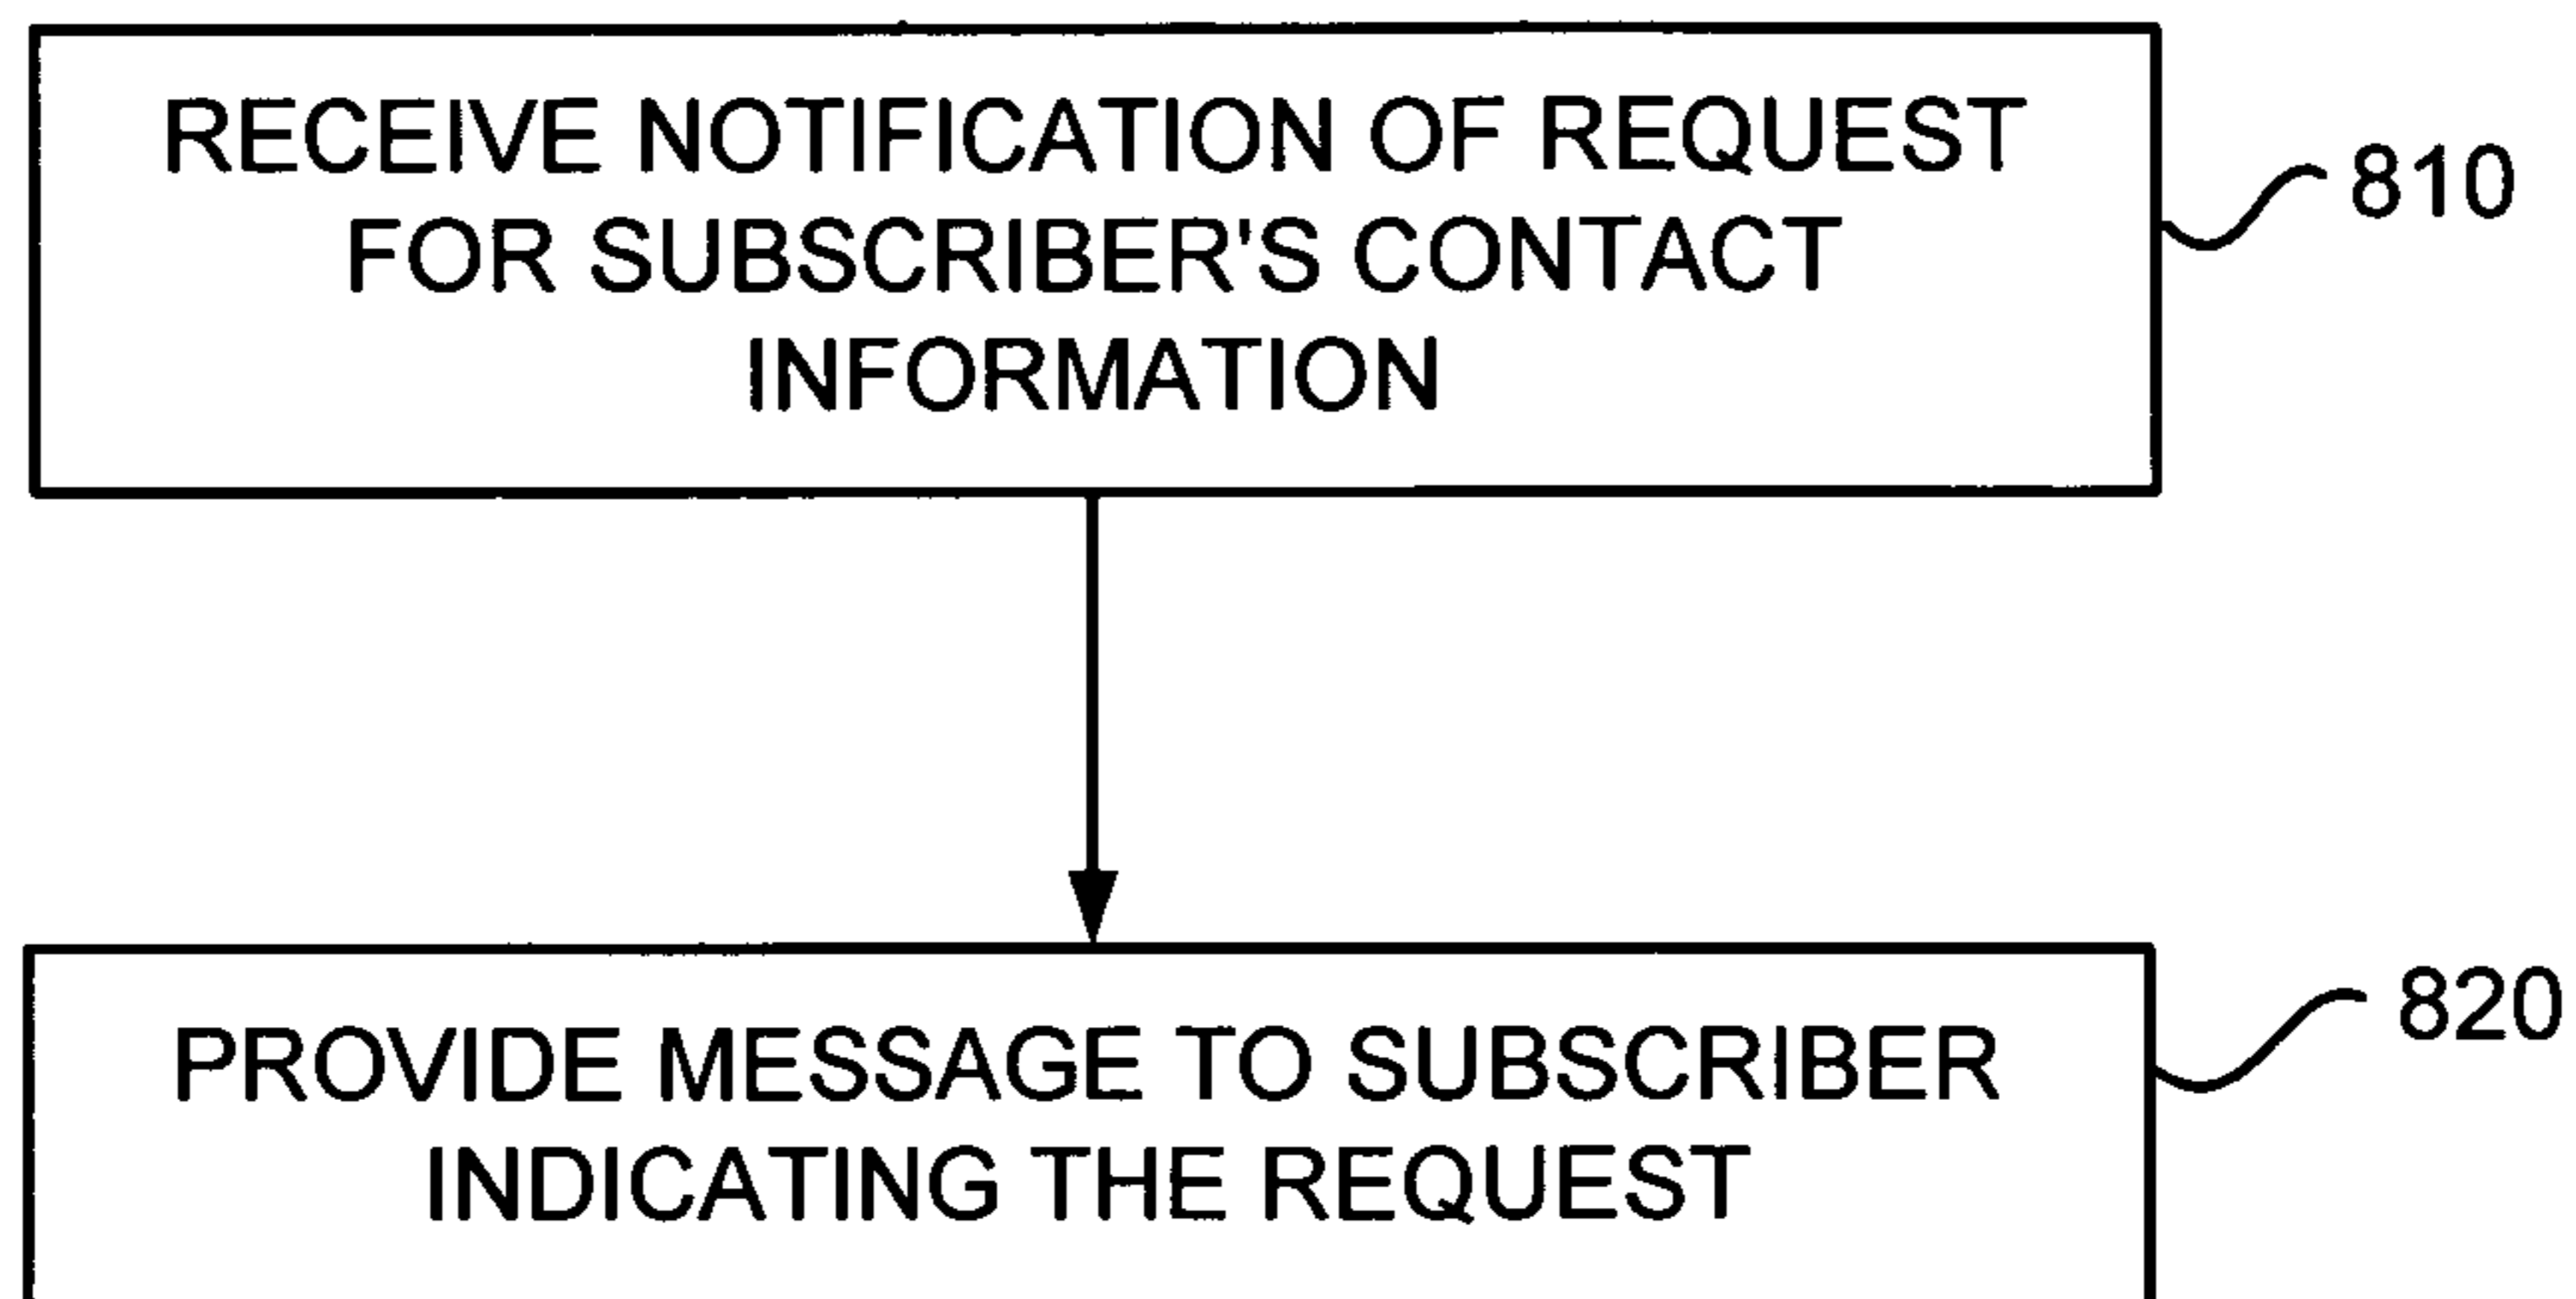 RECEIVE NOTIFICATION OF REQUEST
FOR SUBSCRIBER'S CONTACT
INFORMATION
810
PROVIDE MESSAGE TO SUBSCRIBER
INDICATING THE REQUEST
820